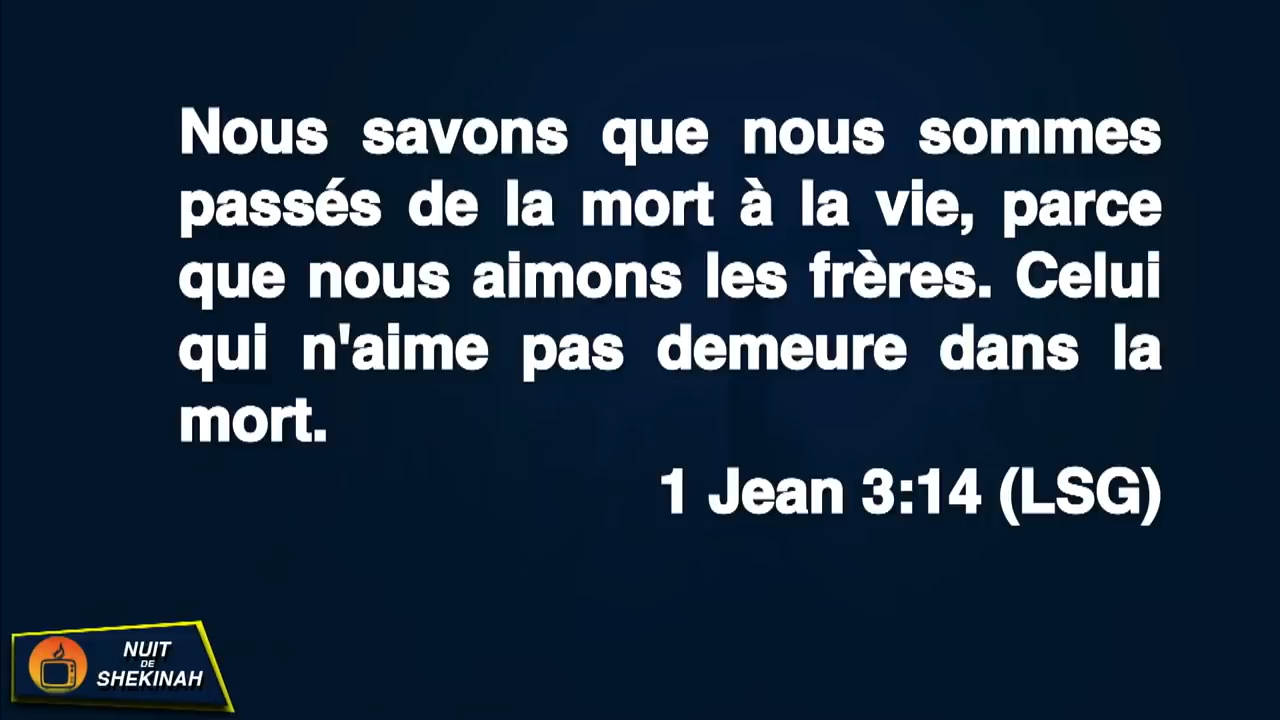 Nous savons que nous sommes
passés de la mort à la vie, parce
que nous aimons les frères. Celui
qui n'aime pas demeure dans la
mort.
1 Jean 3:14 (LSG)
NUIT
DE
SHEKINAH